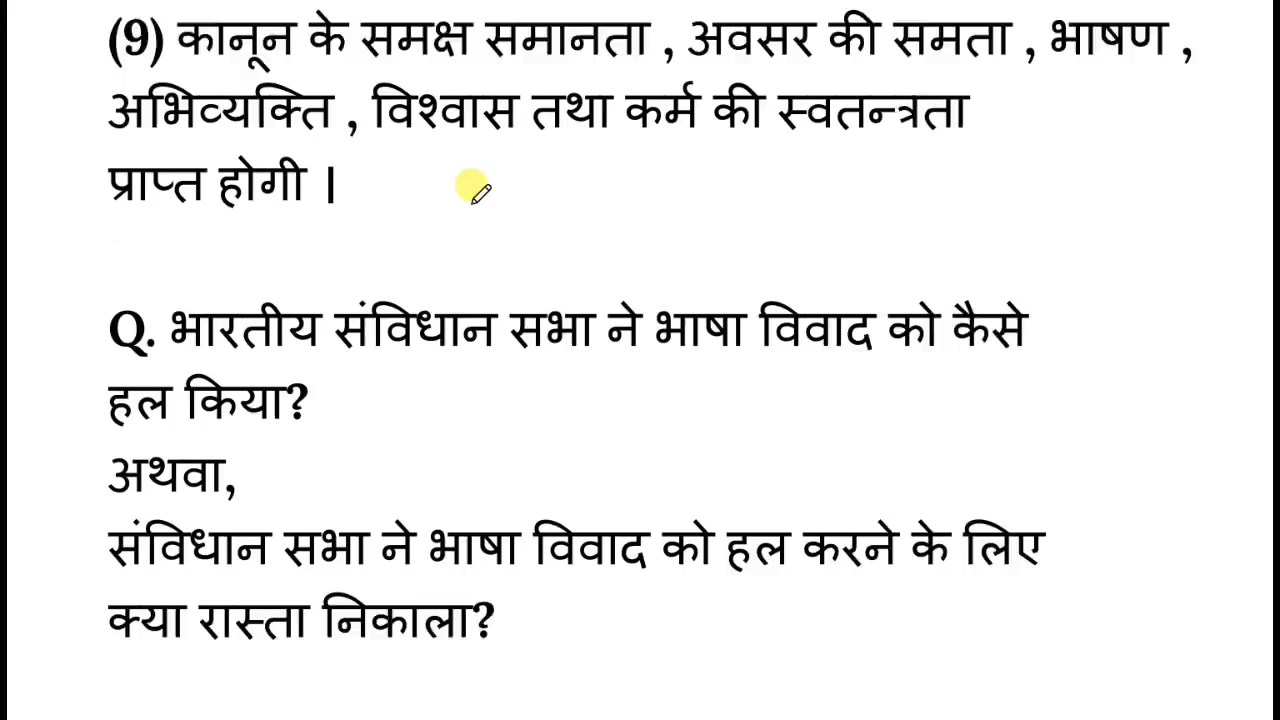 (9) कानून के समक्ष समानता , अवसर की समता , भाषण ,
अभिव्यक्ति , विश्वास तथा कर्म की स्वतन्त्रता
प्राप्त होगी ।
Q. भारतीय संविधान सभा ने भाषा विवाद को कैसे
हल किया?
अथवा,
संविधान सभा ने भाषा विवाद को हल करने के लिए
क्या रास्ता निकाला?